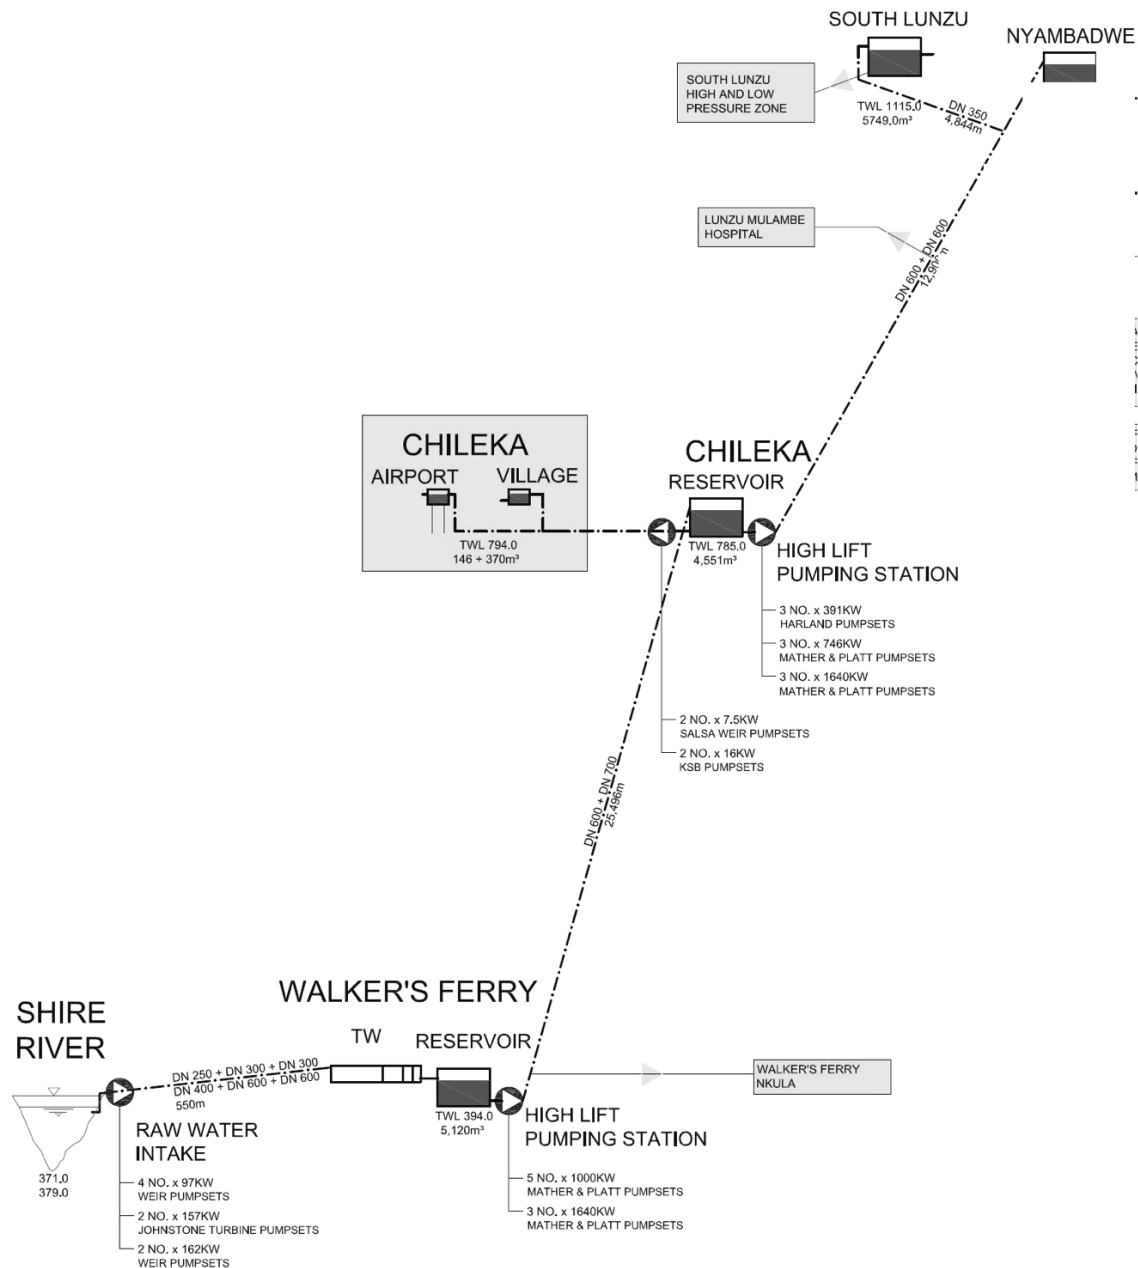 SOUTH LUNZU
NYAMBADWE
SOUTH LUNZU
HIGH AND LOW
PRESSURE ZONE
TWL 1115.0
5749.0m³
DN 350
4,844m
LUNZU MULAMBE
HOSPITAL
DN 600 + DN 600
CHILEKA
AIRPORT
VILLAGE
TWL 794.0
146 + 370m³
CHILEKA
RESERVOIR
TWL 785.0
4,551m³
HIGH LIFT
PUMPING STATION
3 NO. x 391KW
HARLAND PUMPSETS
3 NO. x 746KW
MATHER & PLATT PUMPSETS
3 NO. x 1640KW
MATHER & PLATT PUMPSETS
2 NO. x 7.5KW
SALSA WEIR PUMPSETS
2 NO. x 16KW
KSB PUMPSETS
DN 600 + DN 700
25,496m
WALKER'S FERRY
TW
RESERVOIR
TWL 394.0
5,120m³
HIGH LIFT
PUMPING STATION
5 NO. x 1000KW
MATHER & PLATT PUMPSETS
3 NO. x 1640KW
MATHER & PLATT PUMPSETS
WALKER'S FERRY
NKULA
SHIRE
RIVER
371.0
379.0
DN 250 + DN 300 + DN 300
DN 400 + DN 600 + DN 600
550m
RAW WATER
INTAKE
4 NO. x 97KW
WEIR PUMPSETS
2 NO. x 157KW
JOHNSTONE TURBINE PUMPSETS
2 NO. x 162KW
WEIR PUMPSETS